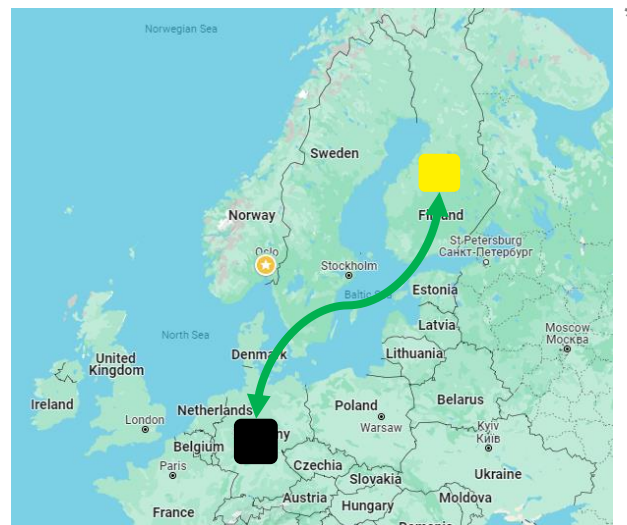 Norwegian Sea
Sweden
Norway
Oslo
St Petersburg
Санкт-Петербург
Stockholm
Estonia
Baltic
Latvia
Moscow
Москва
North Sea
Denmark
Lithuania
United
Kingdom
Ireland
Netherlands
Poland
Belarus
London
Warsaw
Kyiv
Київ
Belgium
Paris
Czechia
Ukraine
Slovakia
Austria
Moldova
Hungary
France